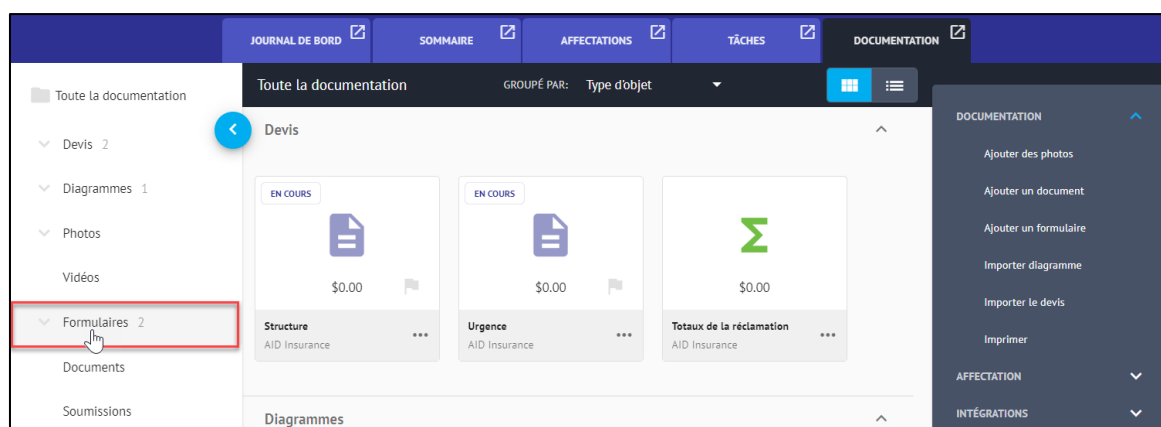 JOURNAL DE BORD
SOMMAIRE
AFFECTATIONS
TÂCHES
DOCUMENTATION
Toute la documentation
Devis 2
Diagrammes 1
Photos
Vidéos
Formulaires 2
Documents
Soumissions
Toute la documentation
GROUPÉ PAR: Type d'objet
Devis
EN COURS
$0.00
Structure
AID Insurance
EN COURS
$0.00
Urgence
AID Insurance
Σ
$0.00
Totaux de la réclamation
AID Insurance
Diagrammes
DOCUMENTATION
Ajouter des photos
Ajouter un document
Ajouter un formulaire
Importer diagramme
Importer le devis
Imprimer
AFFECTATION
INTÉGRATIONS